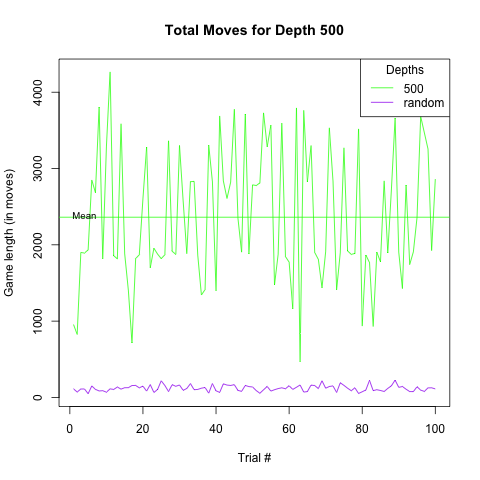 Total Moves for Depth 500
Depths
500
random
Mean
Game length (in moves)
0
1000
2000
3000
4000
0 20 40 60 80 100
Trial #